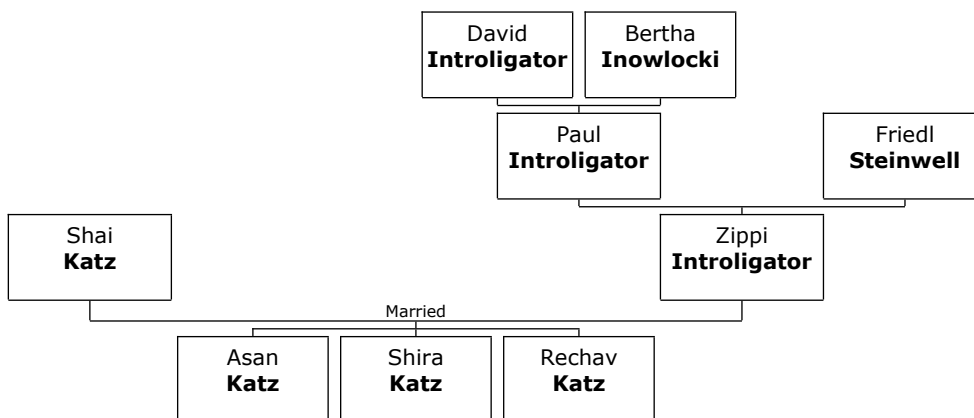 David
Introligator
Bertha
Inowlocki
Paul
Introligator
Friedl
Steinwell
Shai
Katz
Zippi
Introligator
Married
Asan
Katz
Shira
Katz
Rechav
Katz